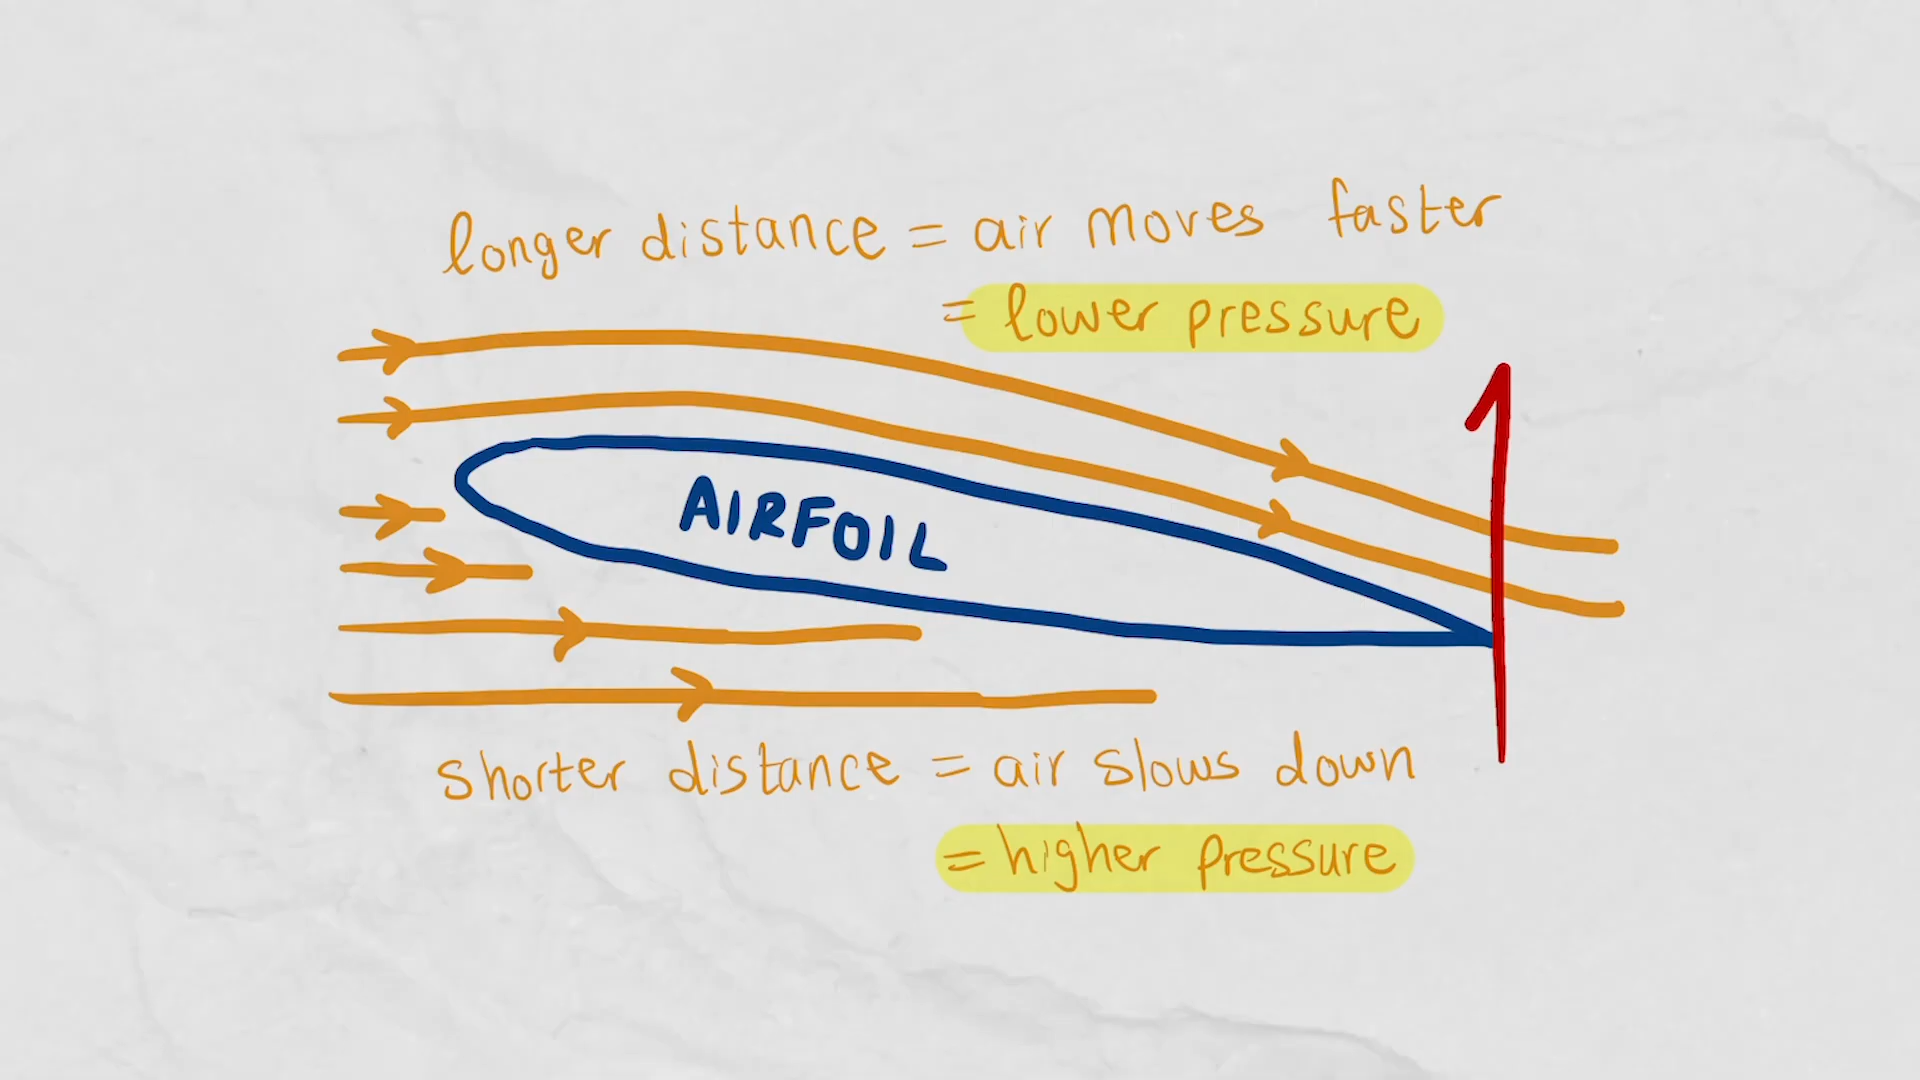 longer distance = air moves faster
= lower pressure
AIRFOIL
shorter distance = air slows down
= higher pressure